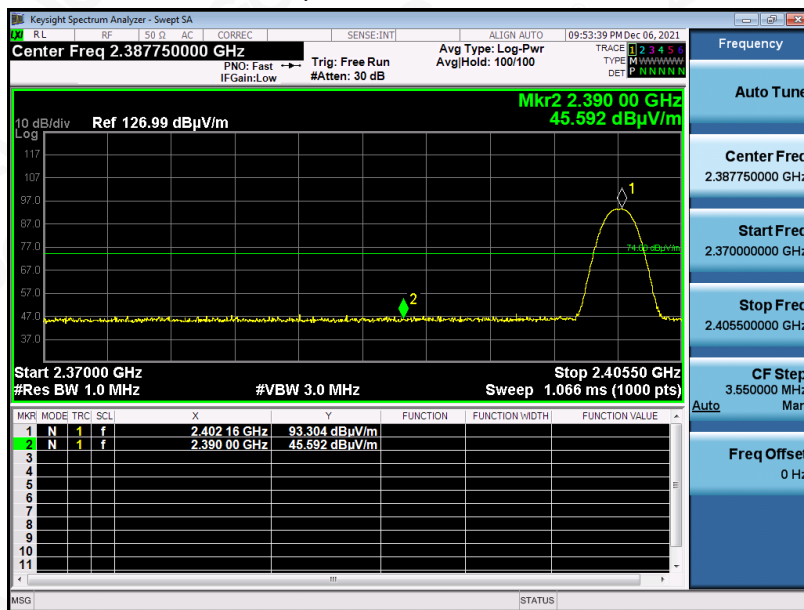 Keysight Spectrum Analyzer - Swept SA
RL RF 50 Ω AC CORREC SENSE:INT ALIGN AUTO 09:53:39 PM Dec 06, 2021
Center Freq 2.387750000 GHz
PNO: Fast
IFGain:Low
Trig: Free Run
#Atten: 30 dB
Avg Type: Log-Pwr
Avg|Hold: 100/100
TRACE 1 2 3 4 5 6
TYPE M W W W W W
DET P N N N N N
Mkr2 2.390 00 GHz
45.592 dBµV/m
10 dB/div Ref 126.99 dBµV/m
Log
117
107
97.0
87.0
77.0
67.0
57.0
47.0
37.0
1
74.00 dBµV/m
2
Start 2.37000 GHz Stop 2.40550 GHz
#Res BW 1.0 MHz #VBW 3.0 MHz Sweep 1.066 ms (1000 pts)
MKR MODE TRC SCL X Y FUNCTION FUNCTION WIDTH FUNCTION VALUE
1 N 1 f 2.402 16 GHz 93.304 dBµV/m
2 N 1 f 2.390 00 GHz 45.592 dBµV/m
3
4
5
6
7
8
9
10
11
MSG STATUS
Frequency
Auto Tune
Center Freq
2.387750000 GHz
Start Freq
2.370000000 GHz
Stop Freq
2.405500000 GHz
CF Step
3.550000 MHz
Auto Man
Freq Offset
0 Hz